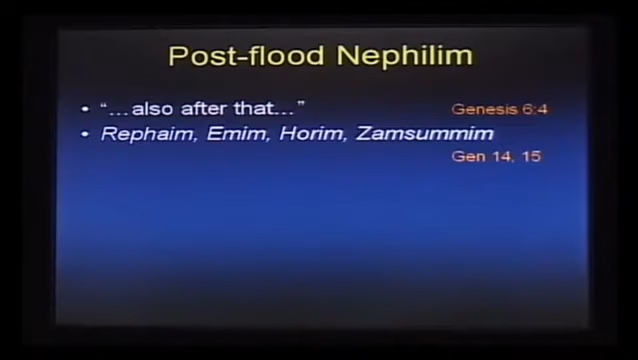 Post-flood Nephilim
• "...also after that..." Genesis 6:4
• Rephaim, Emim, Horim, Zamsummim
Gen 14, 15